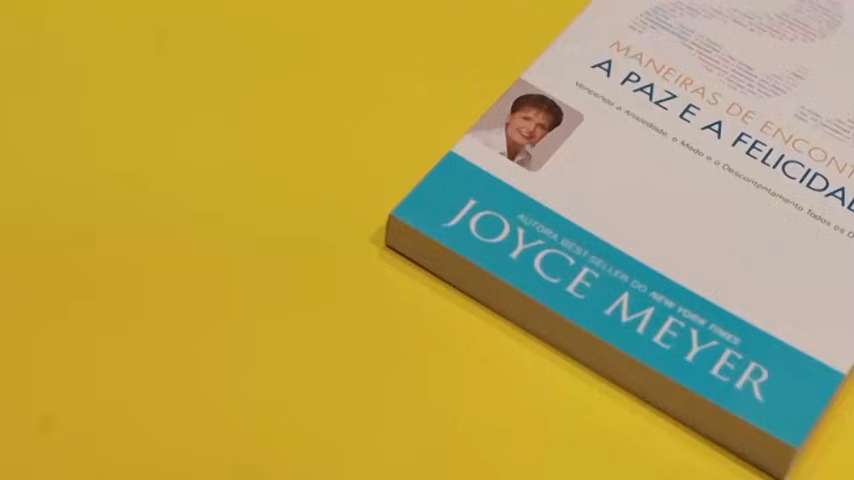 MANEIRAS DE ENCONT
A PAZ E A FELICIDAD
Vencendo a Ansiedade, o Medo e o Descontentamento Todos os D
AUTORA BEST-SELLER DO NEW YORK TIMES
JOYCE MEYER